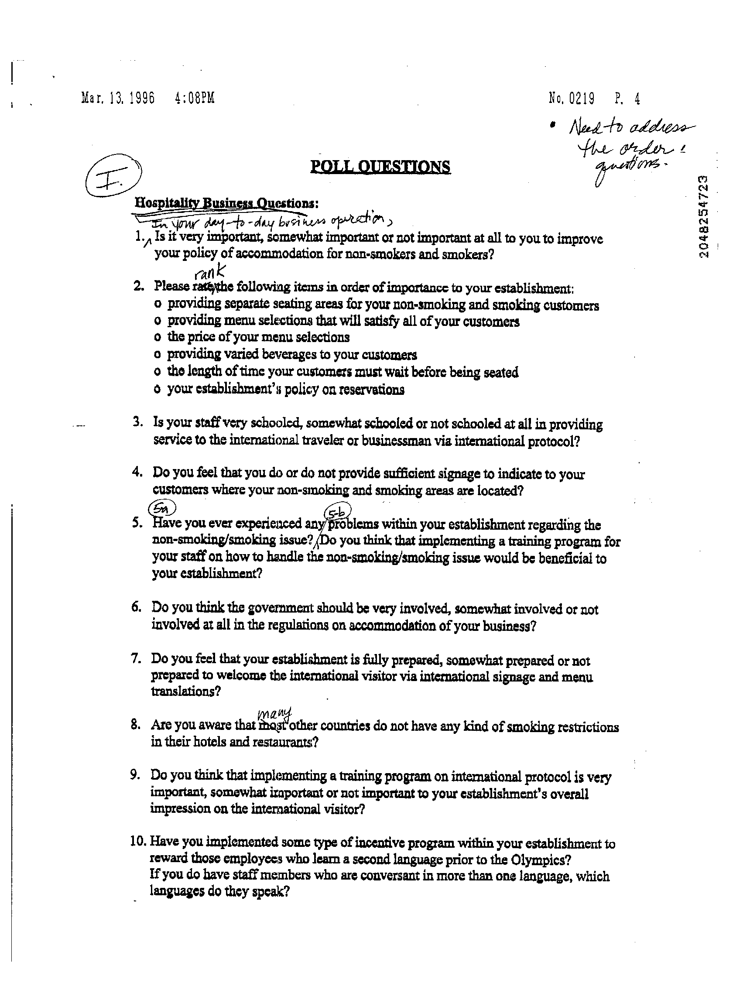 Mar. 13. 1996 4:08PM No. 0219 P. 4
• Need to address
the order of
questions.
I.
POLL QUESTIONS
2048254723
Hospitality Business Questions:
In your day-to-day business operation,
1. Is it very important, somewhat important or not important at all to you to improve
your policy of accommodation for non-smokers and smokers?
rank
2. Please rate the following items in order of importance to your establishment:
o providing separate seating areas for your non-smoking and smoking customers
o providing menu selections that will satisfy all of your customers
o the price of your menu selections
o providing varied beverages to your customers
o the length of time your customers must wait before being seated
o your establishment's policy on reservations
3. Is your staff very schooled, somewhat schooled or not schooled at all in providing
service to the international traveler or businessman via international protocol?
4. Do you feel that you do or do not provide sufficient signage to indicate to your
customers where your non-smoking and smoking areas are located?
5a 5-b
5. Have you ever experienced any problems within your establishment regarding the
non-smoking/smoking issue? Do you think that implementing a training program for
your staff on how to handle the non-smoking/smoking issue would be beneficial to
your establishment?
6. Do you think the government should be very involved, somewhat involved or not
involved at all in the regulations on accommodation of your business?
7. Do you feel that your establishment is fully prepared, somewhat prepared or not
prepared to welcome the international visitor via international signage and menu
translations?
many
8. Are you aware that most other countries do not have any kind of smoking restrictions
in their hotels and restaurants?
9. Do you think that implementing a training program on international protocol is very
important, somewhat important or not important to your establishment's overall
impression on the international visitor?
10. Have you implemented some type of incentive program within your establishment to
reward those employees who learn a second language prior to the Olympics?
If you do have staff members who are conversant in more than one language, which
languages do they speak?